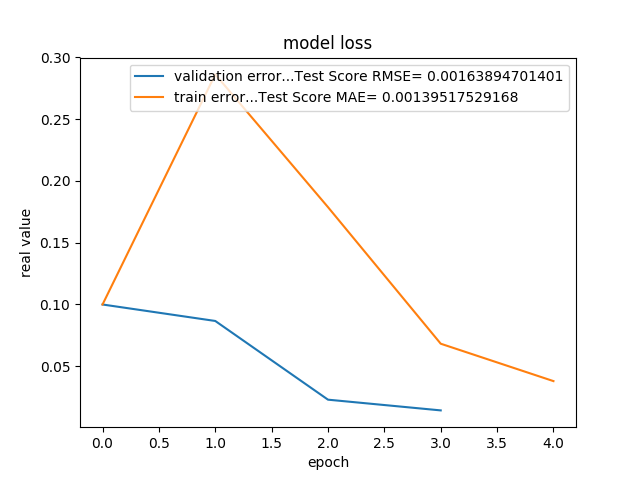 model loss
validation error...Test Score RMSE= 0.00163894701401
train error...Test Score MAE= 0.00139517529168
0.30
0.25
0.20
0.15
0.10
0.05
real value
0.0 0.5 1.0 1.5 2.0 2.5 3.0 3.5 4.0
epoch